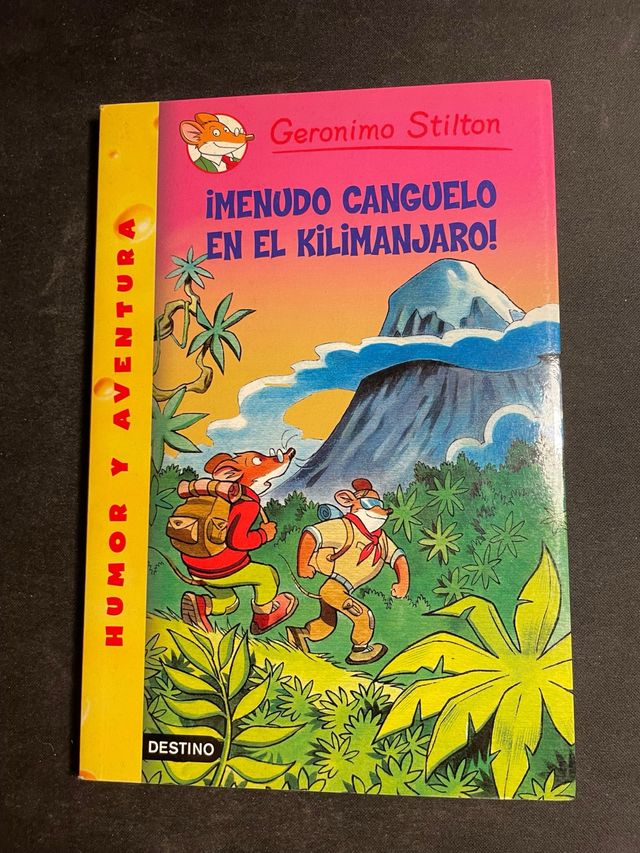 Geronimo Stilton
¡MENUDO CANGUELO
EN EL KILIMANJARO!
HUMOR Y AVENTURA
DESTINO